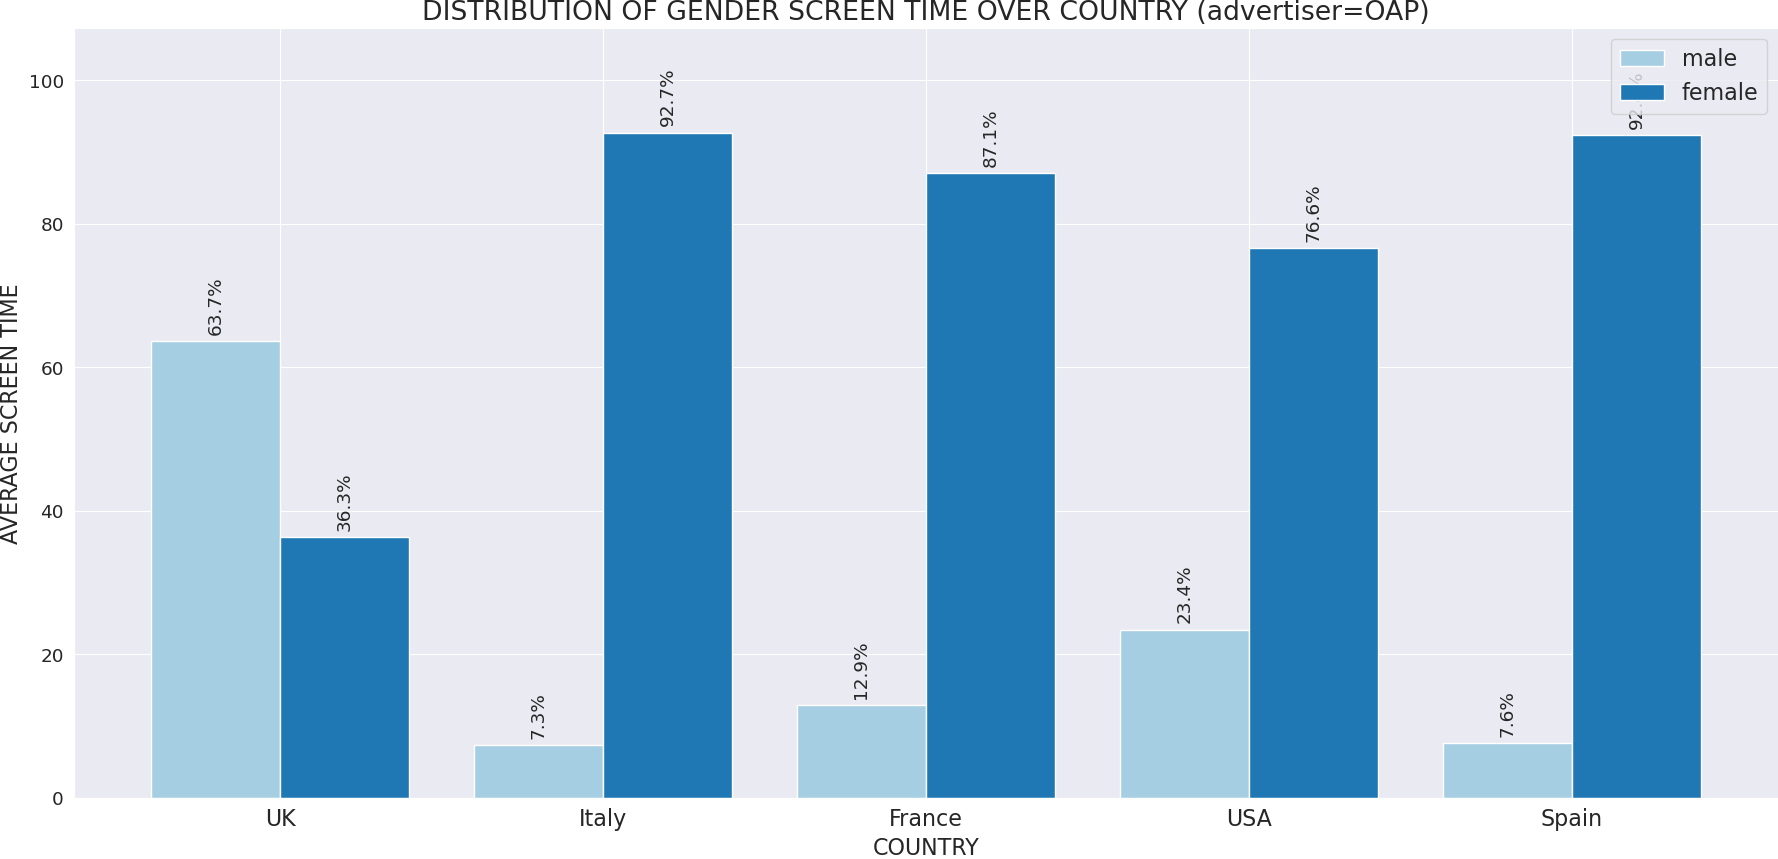 DISTRIBUTION OF GENDER SCREEN TIME OVER COUNTRY (advertiser=OAP)
male
female
AVERAGE SCREEN TIME
100
80
60
40
20
0
63.7%
36.3%
7.3%
92.7%
12.9%
87.1%
23.4%
76.6%
7.6%
UK
Italy
France
USA
Spain
COUNTRY